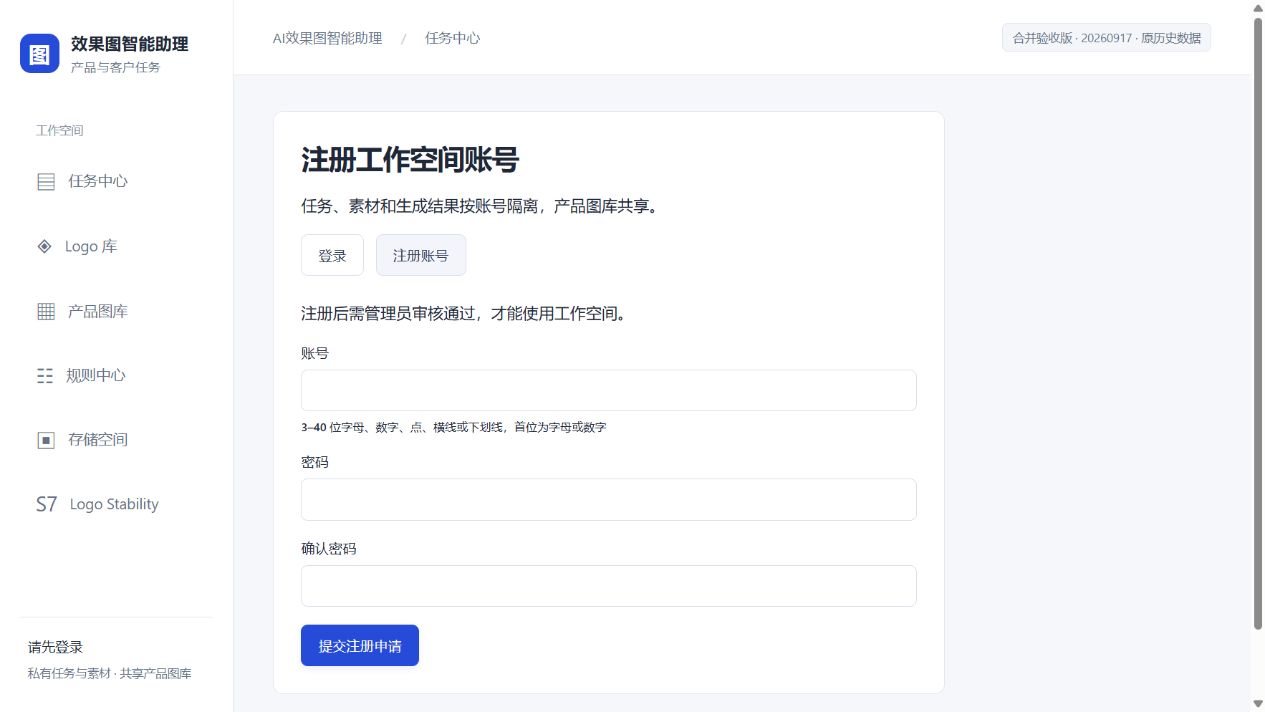 图
效果图智能助理
产品与客户任务
工作空间
任务中心
Logo 库
产品图库
规则中心
存储空间
S7 Logo Stability
请先登录
私有任务与素材 · 共享产品图库
AI效果图智能助理 / 任务中心
合并验收版 · 20260917 · 原历史数据
注册工作空间账号
任务、素材和生成结果按账号隔离，产品图库共享。
登录 注册账号
注册后需管理员审核通过，才能使用工作空间。
账号
3–40 位字母、数字、点、横线或下划线，首位为字母或数字
密码
确认密码
提交注册申请